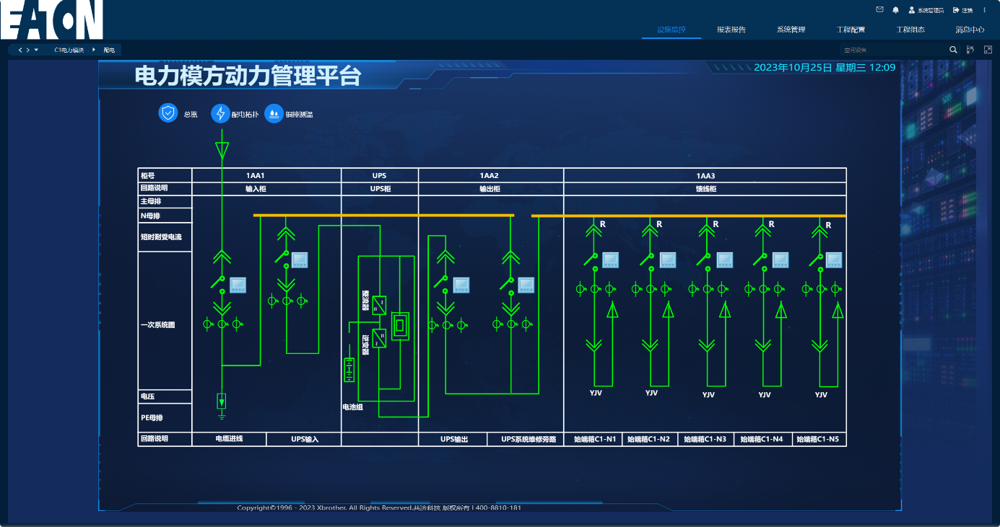 EATON
系统管理员 注销
设施监控 报表报告 系统管理 工程配置 工程组态 消息中心
C1电力模块 配电
空间设备
电力模方动力管理平台
2023年10月25日 星期三 12:09
总览 配电拓扑 铜排测温
柜号 1AA1 UPS 1AA2 1AA3
回路说明 输入柜 UPS柜 输出柜 馈线柜
主母排
N母排
R R R R R
短时耐受电流
整流器
一次系统图
逆变器
YJV YJV YJV YJV YJV
电压
电池组
PE母排
回路说明 电缆进线 UPS输入 UPS输出 UPS系统维修旁路 始端箱C1-N1 始端箱C1-N2 始端箱C1-N3 始端箱C1-N4 始端箱C1-N5
Copyright©1996 - 2023 Xbrother. All Rights Reserved.共济科技 版权所有 I 400-8810-181